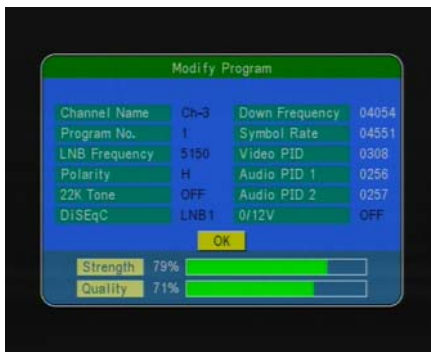 Modify Program
Channel Name Ch-3 Down Frequency 04054
Program No. 1 Symbol Rate 04551
LNB Frequency 5150 Video PID 0308
Polarity H Audio PID 1 0256
22K Tone OFF Audio PID 2 0257
DiSEqC LNB1 0/12V OFF
OK
Strength 79%
Quality 71%